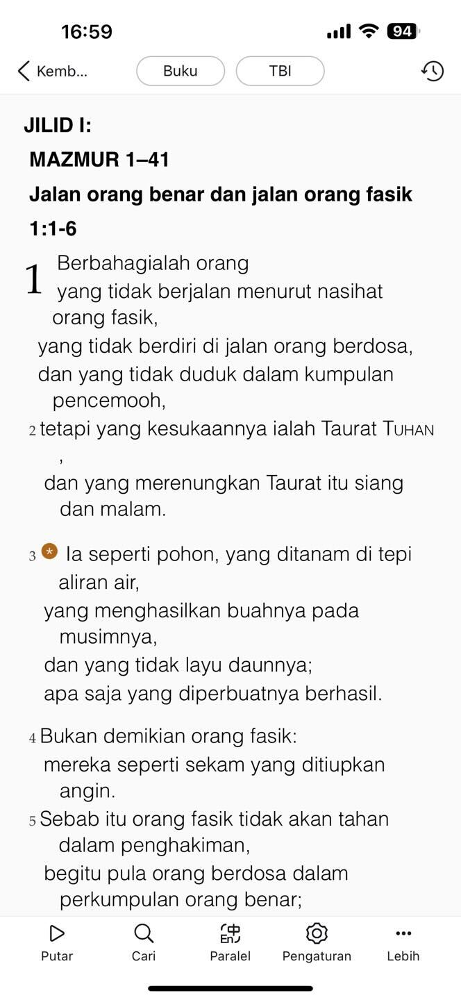 16:59
94
Kemb...
Buku
TBI
JILID I:
MAZMUR 1–41
Jalan orang benar dan jalan orang fasik
1:1-6
1 Berbahagialah orang
yang tidak berjalan menurut nasihat
orang fasik,
yang tidak berdiri di jalan orang berdosa,
dan yang tidak duduk dalam kumpulan
pencemooh,
2 tetapi yang kesukaannya ialah Taurat TUHAN
,
dan yang merenungkan Taurat itu siang
dan malam.
3 * Ia seperti pohon, yang ditanam di tepi
aliran air,
yang menghasilkan buahnya pada
musimnya,
dan yang tidak layu daunnya;
apa saja yang diperbuatnya berhasil.
4 Bukan demikian orang fasik:
mereka seperti sekam yang ditiupkan
angin.
5 Sebab itu orang fasik tidak akan tahan
dalam penghakiman,
begitu pula orang berdosa dalam
perkumpulan orang benar;
中
En
Putar
Cari
Paralel
Pengaturan
Lebih